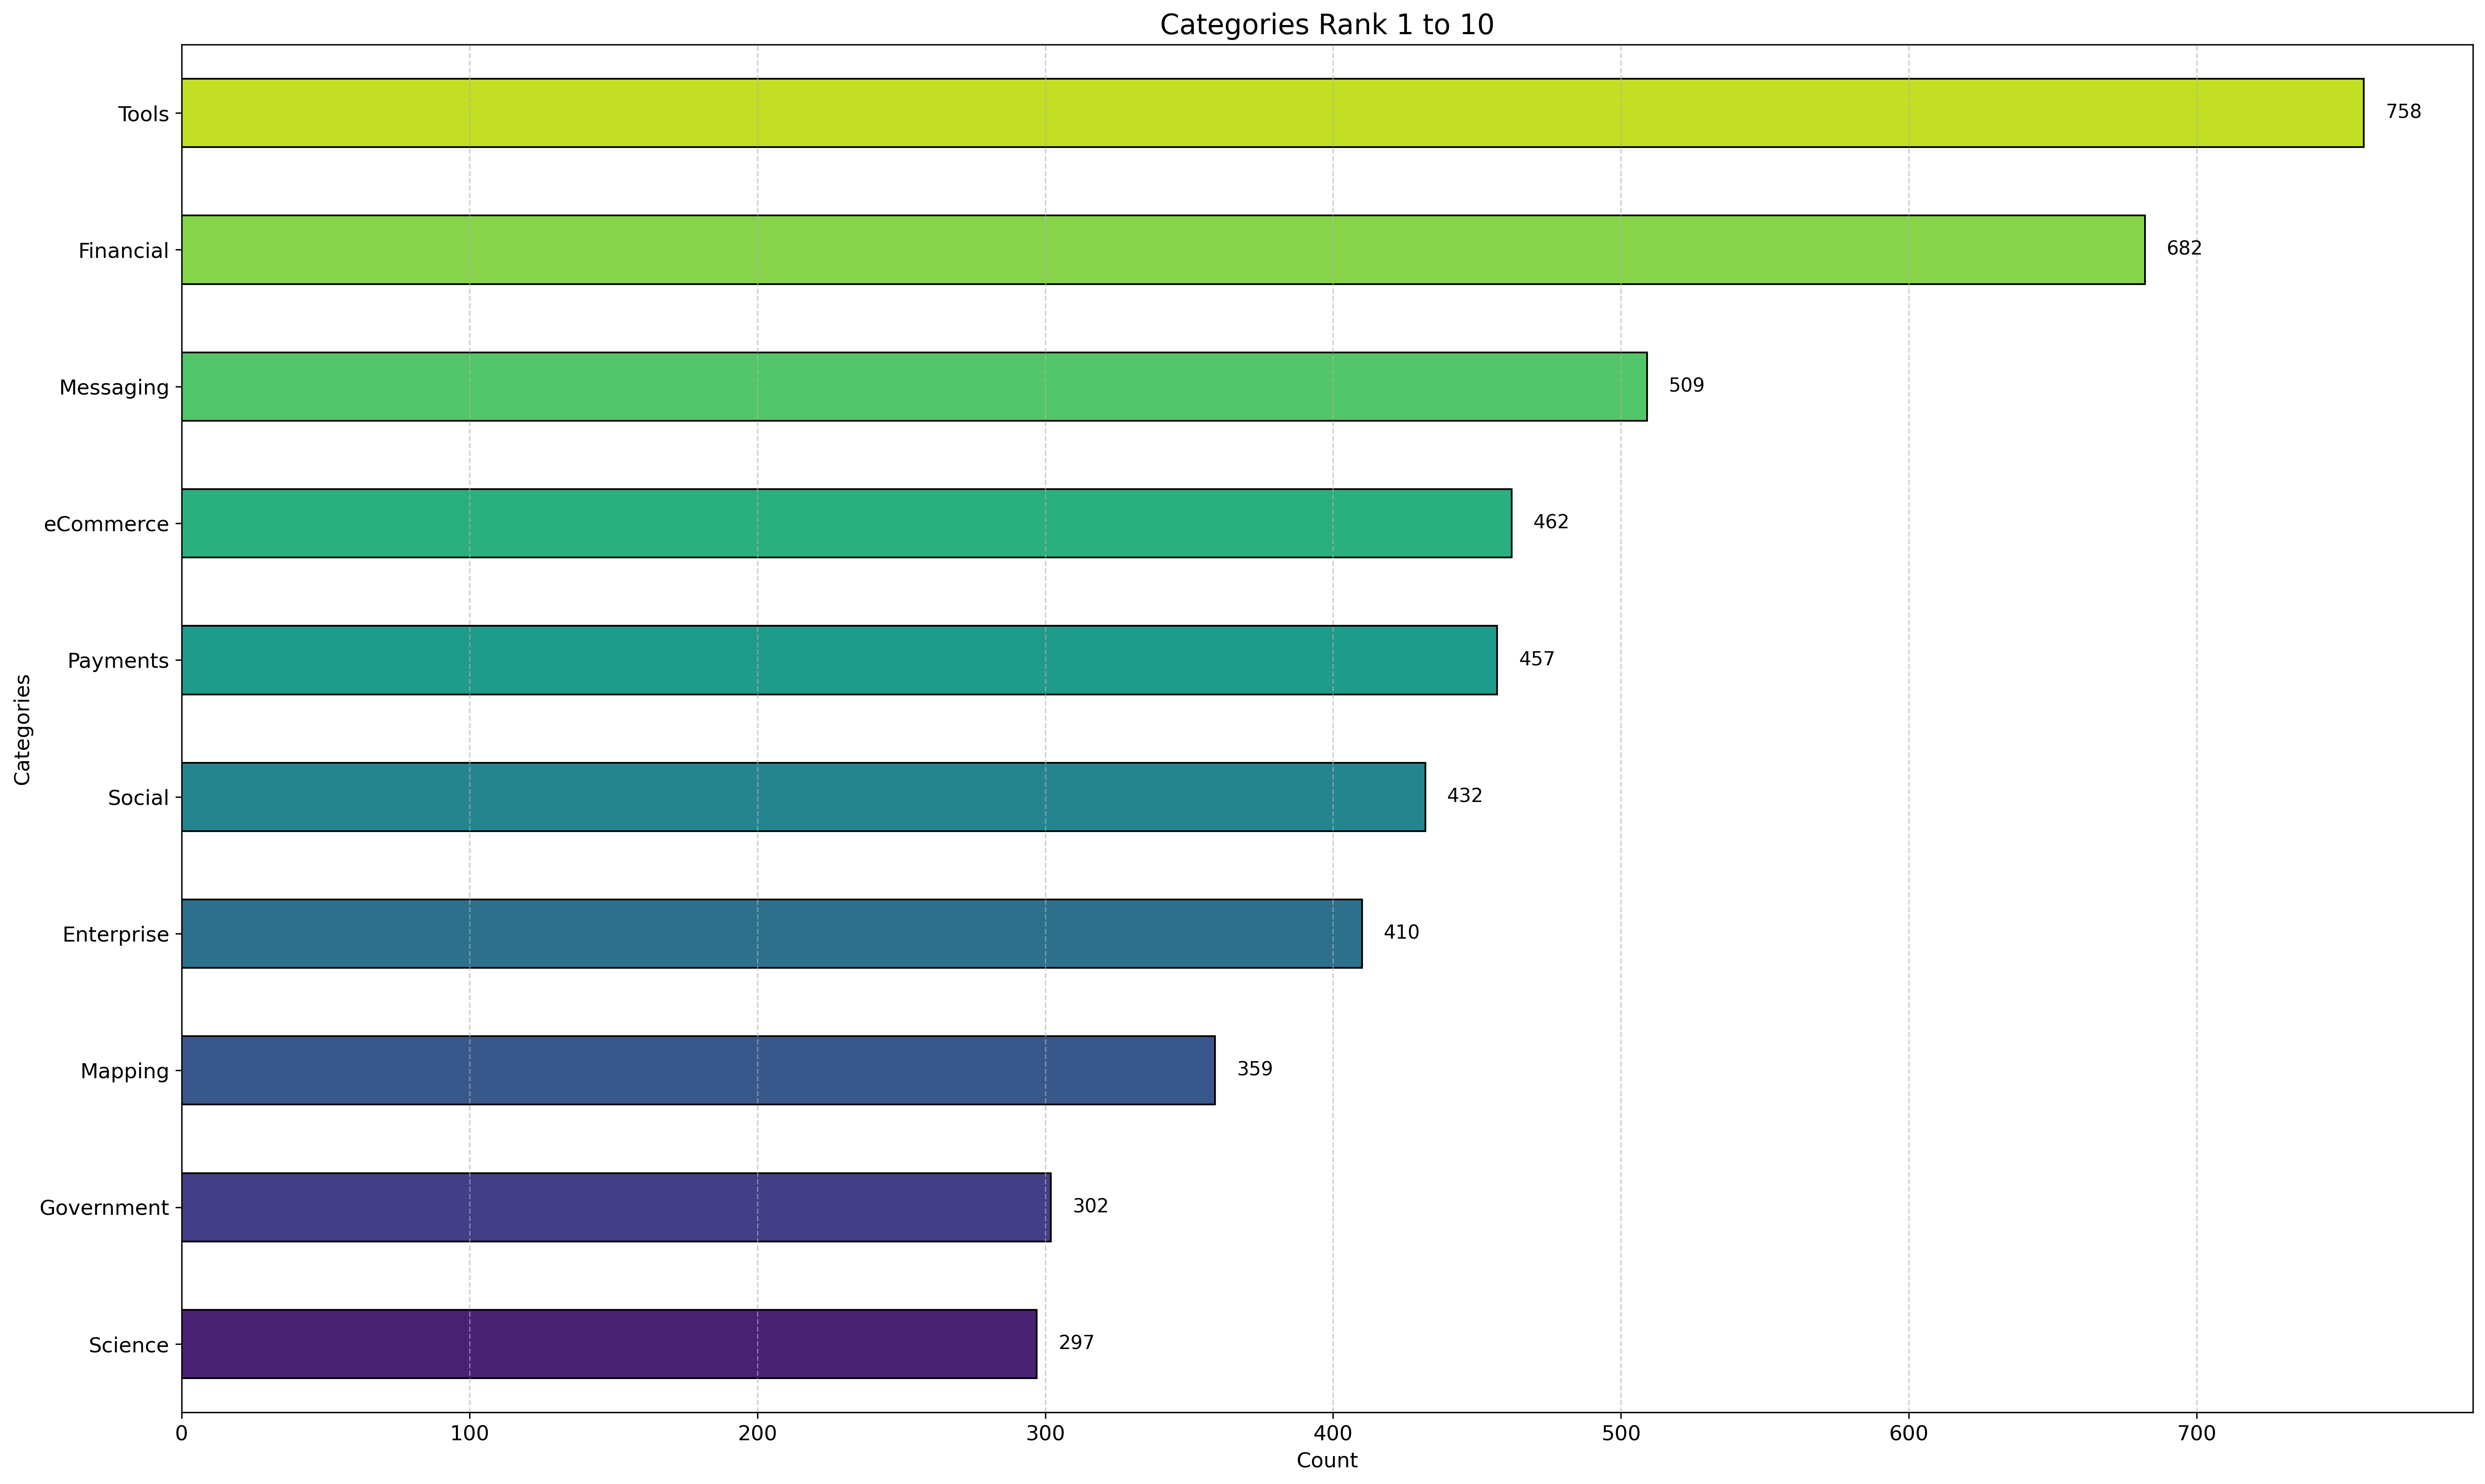 Categories Rank 1 to 10
Tools 758
Financial 682
Messaging 509
eCommerce 462
Payments 457
Social 432
Enterprise 410
Mapping 359
Government 302
Science 297
Categories
0 100 200 300 400 500 600 700
Count